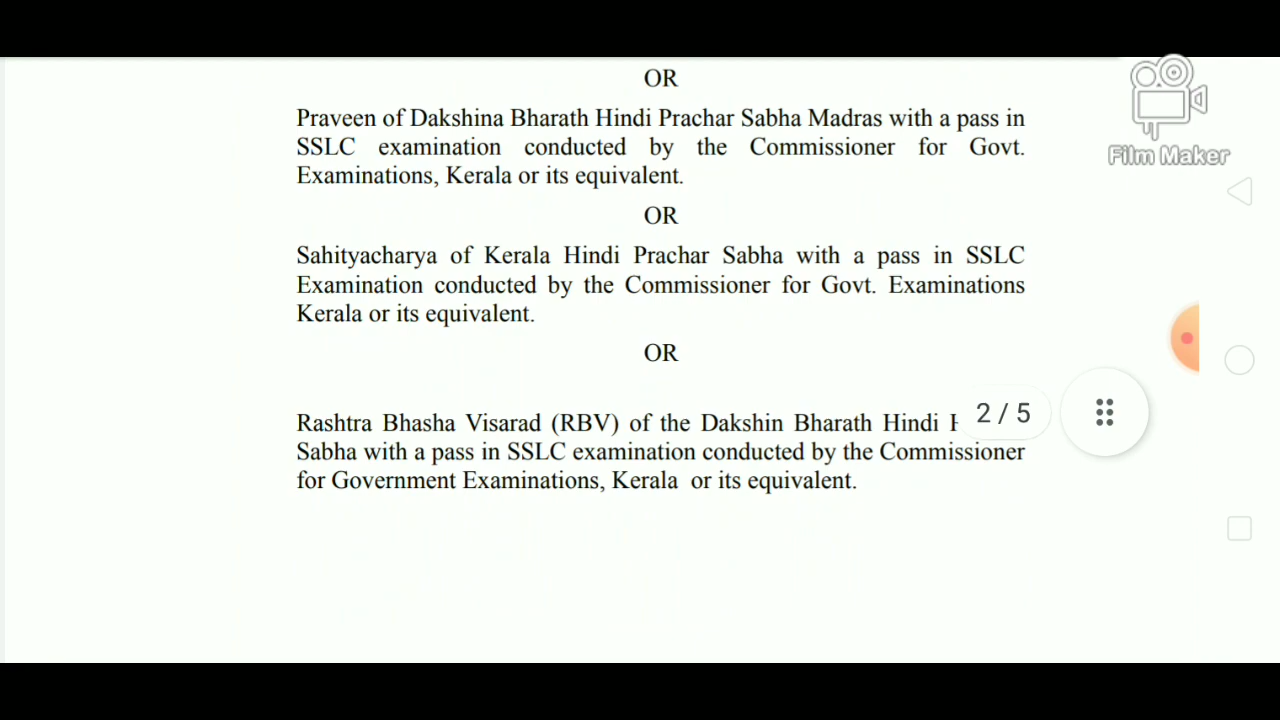 OR
Praveen of Dakshina Bharath Hindi Prachar Sabha Madras with a pass in
SSLC examination conducted by the Commissioner for Govt.
Examinations, Kerala or its equivalent.
OR
Sahityacharya of Kerala Hindi Prachar Sabha with a pass in SSLC
Examination conducted by the Commissioner for Govt. Examinations
Kerala or its equivalent.
OR
Rashtra Bhasha Visarad (RBV) of the Dakshin Bharath Hindi
Sabha with a pass in SSLC examination conducted by the Commissioner
for Government Examinations, Kerala or its equivalent.
2 / 5
Film Maker